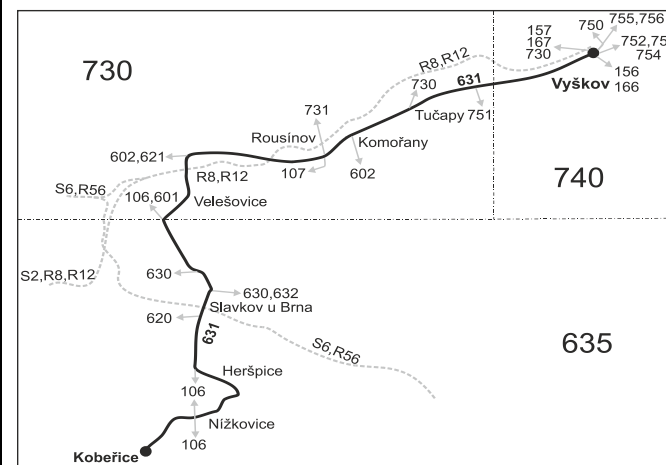 755,756
157
750
167
752,75
730
754
R8,R12
730
631
156
Vyškov
166
730
731
Tučapy
751
Rousínov
Komořany
602,621
R8,R12
107
602
740
S6,R56
106,601
Velešovice
S2,R8,R12
630
630,632
Slavkov u Brna
620
631
S6,R56
635
Heršpice
106
Nížkovice
106
Kobeřice